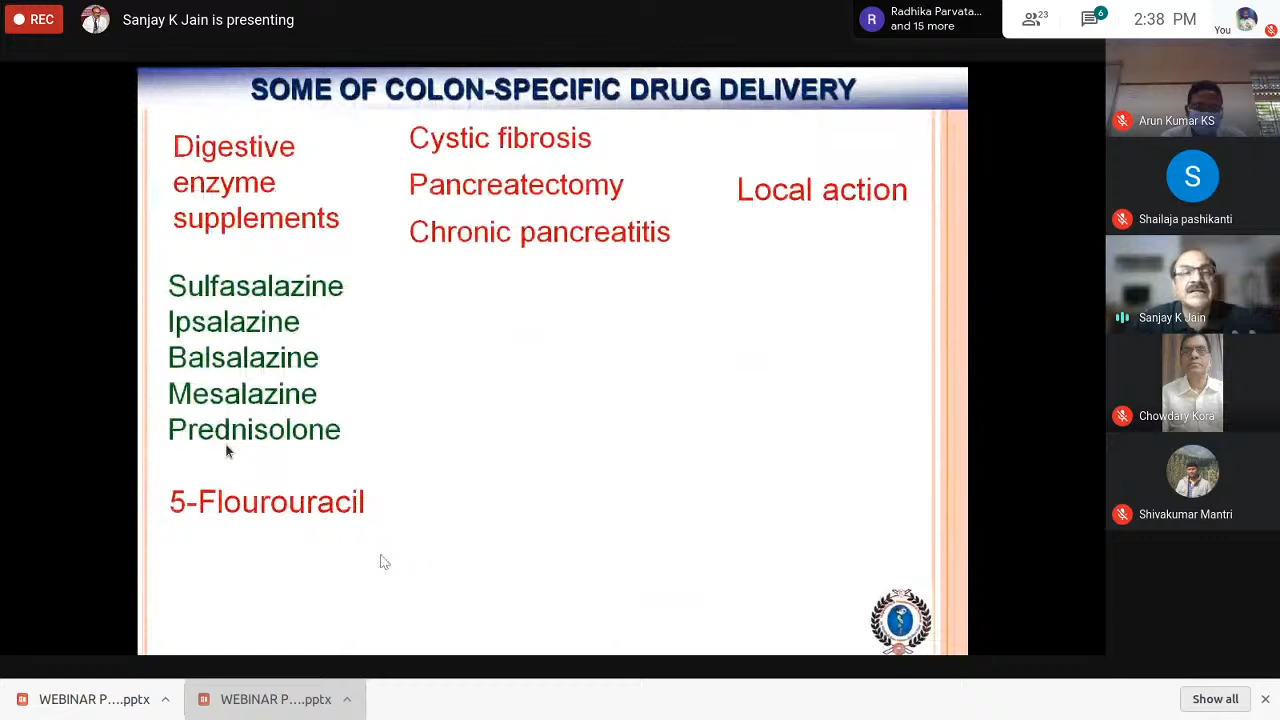 REC
Sanjay K Jain is presenting
R
Radhika Parvata...
and 15 more
23
6
2:38 PM
You
SOME OF COLON-SPECIFIC DRUG DELIVERY
Digestive
enzyme
supplements
Cystic fibrosis
Pancreatectomy
Chronic pancreatitis
Local action
Sulfasalazine
Ipsalazine
Balsalazine
Mesalazine
Prednisolone
5-Flourouracil
Arun Kumar KS
S
Shailaja pashikanti
Sanjay K Jain
Chowdary Kora
Shivakumar Mantri
WEBINAR P....pptx
WEBINAR P....pptx
Show all